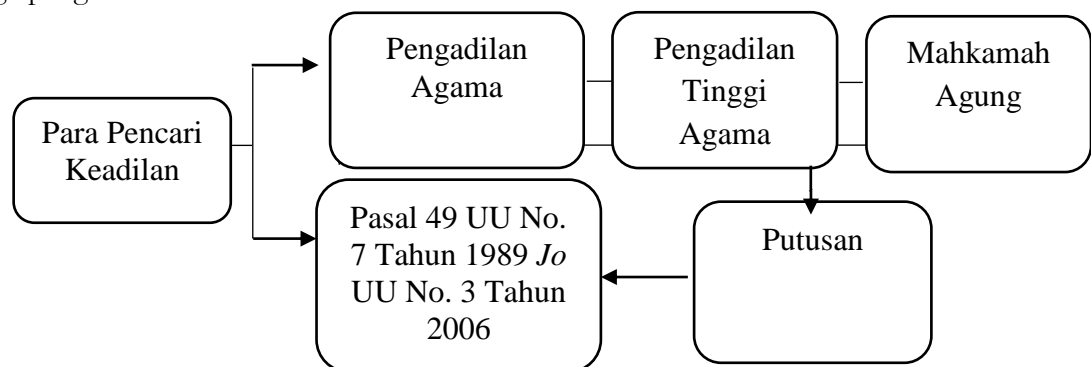 Para Pencari
Keadilan
Pengadilan
Agama
Pengadilan
Tinggi
Agama
Mahkamah
Agung
Pasal 49 UU No.
7 Tahun 1989 Jo
UU No. 3 Tahun
2006
Putusan